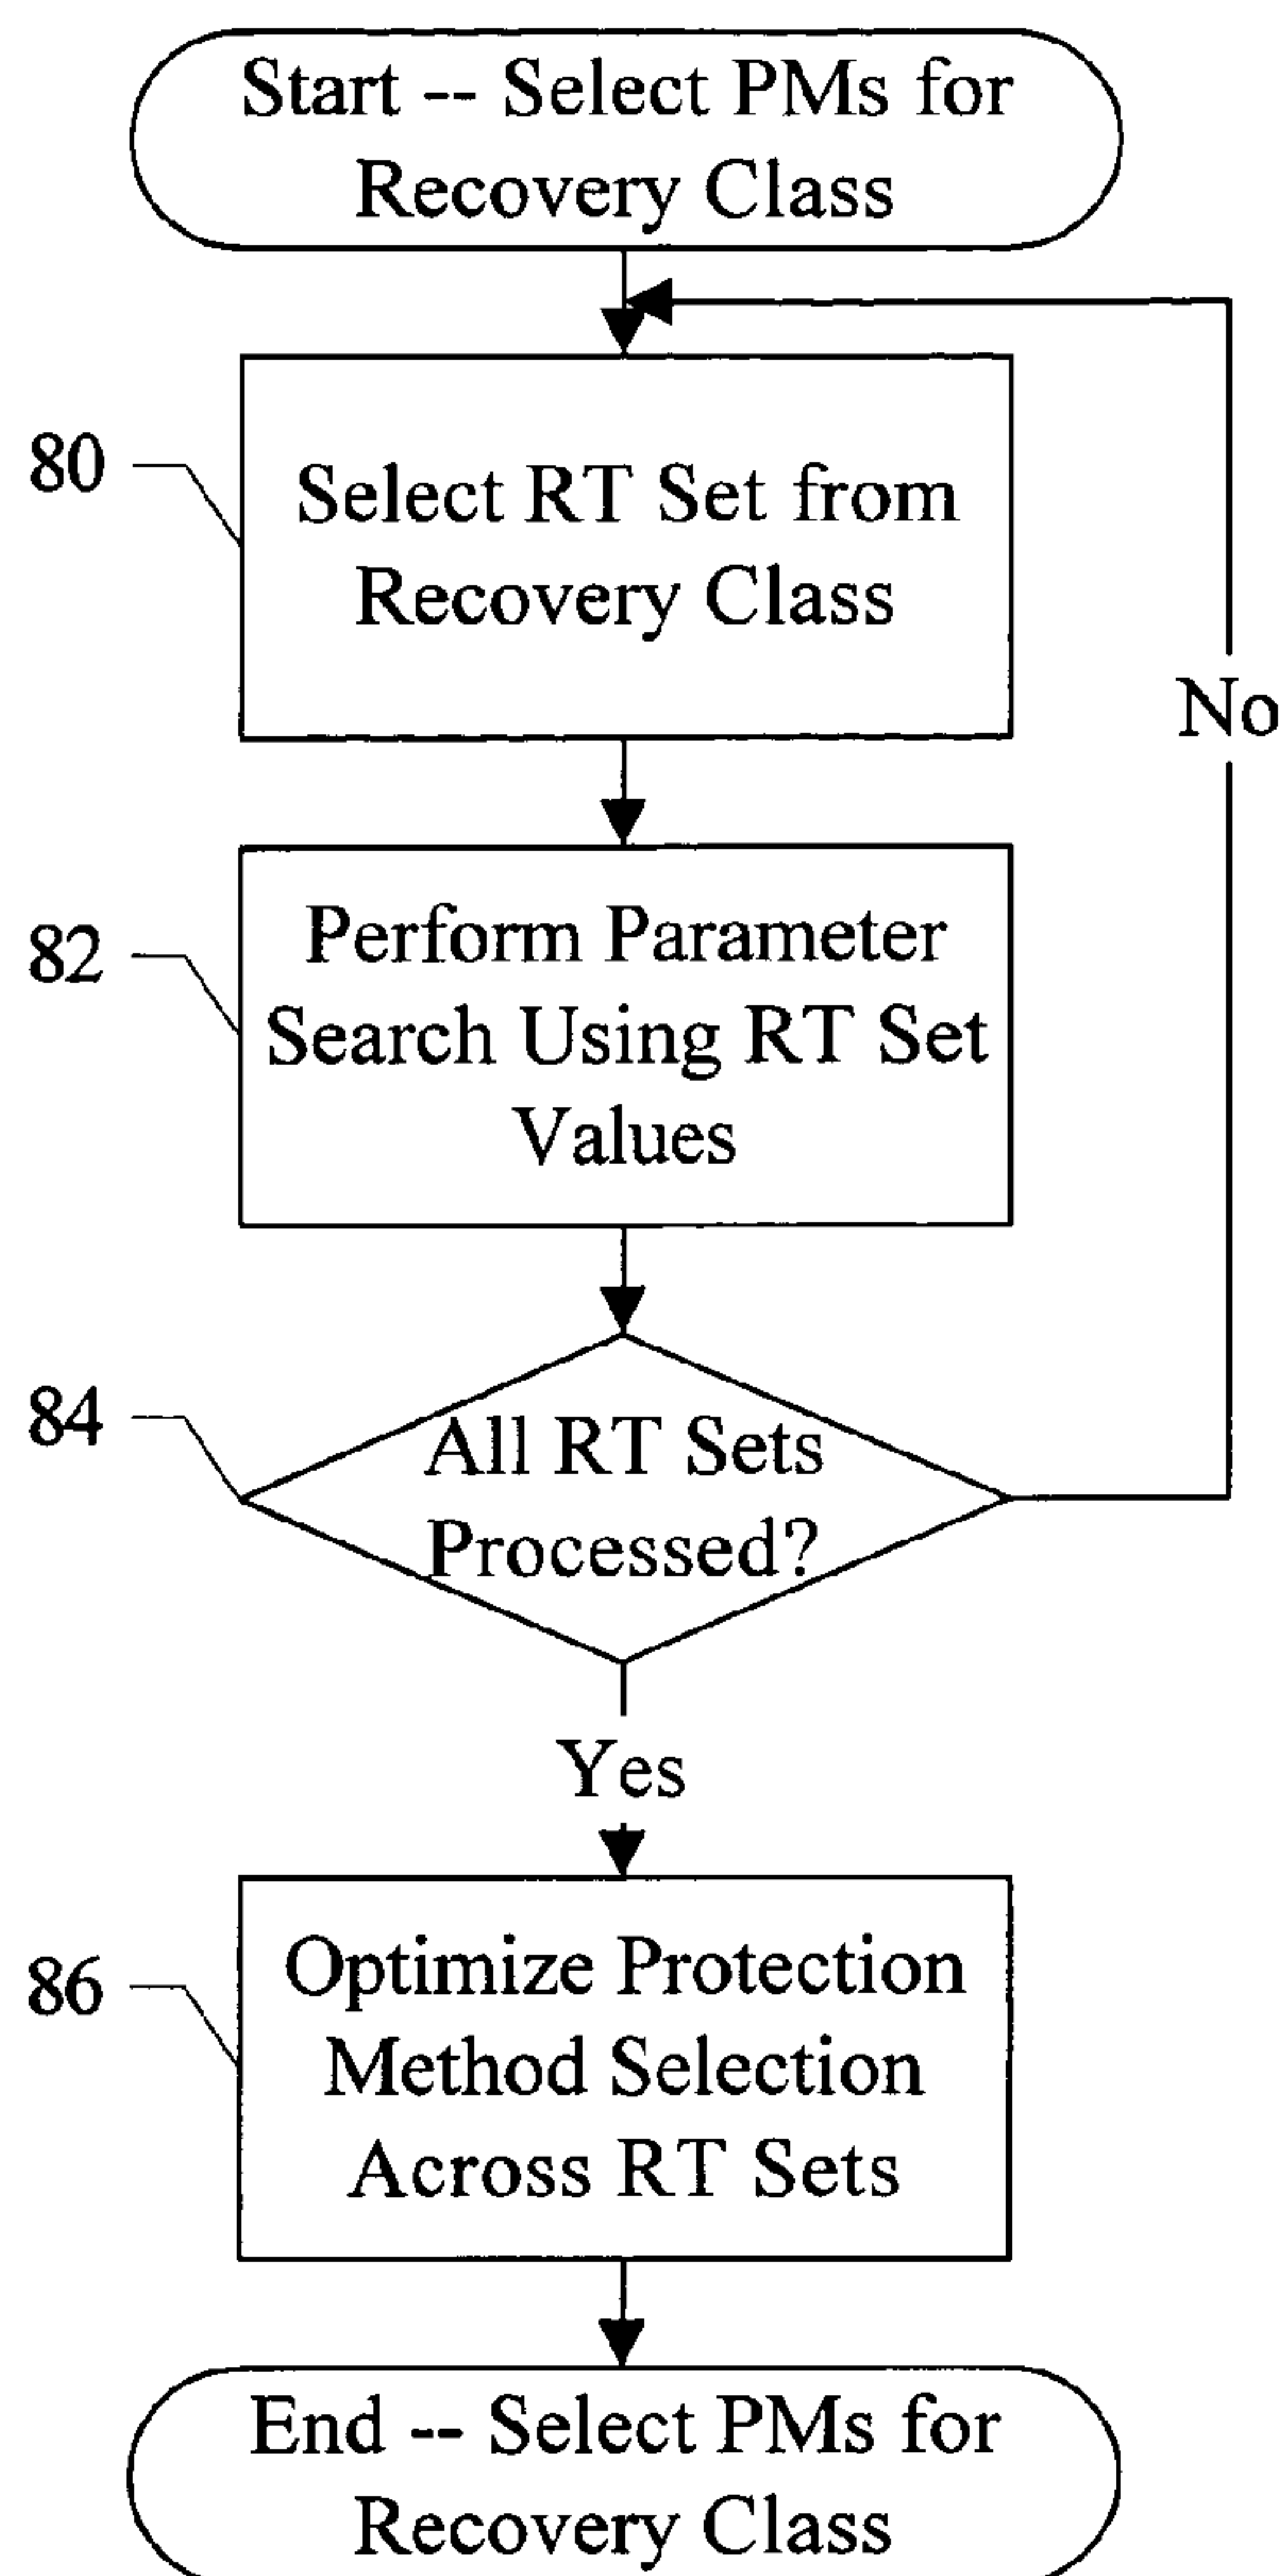 Start -- Select PMs for
Recovery Class
80
Select RT Set from
Recovery Class
No
82
Perform Parameter
Search Using RT Set
Values
84
All RT Sets
Processed?
Yes
86
Optimize Protection
Method Selection
Across RT Sets
End -- Select PMs for
Recovery Class